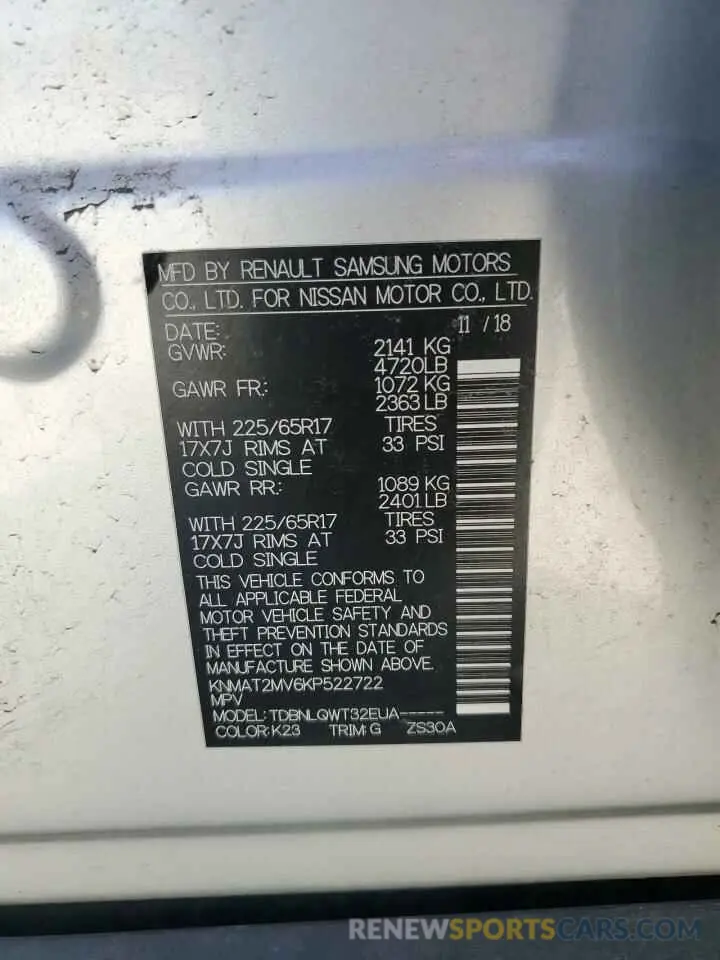 MFD BY RENAULT SAMSUNG MOTORS
CO., LTD. FOR NISSAN MOTOR CO., LTD.
DATE: 11 / 18
GVWR: 2141 KG
4720LB
GAWR FR: 1072 KG
2363LB
WITH 225/65R17 TIRES
17X7J RIMS AT 33 PSI
COLD SINGLE
GAWR RR: 1089 KG
2401LB
WITH 225/65R17 TIRES
17X7J RIMS AT 33 PSI
COLD SINGLE
THIS VEHICLE CONFORMS TO
ALL APPLICABLE FEDERAL
MOTOR VEHICLE SAFETY AND
THEFT PREVENTION STANDARDS
IN EFFECT ON THE DATE OF
MANUFACTURE SHOWN ABOVE.
KNMAT2MV6KP522722
MPV
MODEL: TDBNLQWT32EUA-----
COLOR: K23 TRIM: G ZS30A
RENEWSPORTSCARS.COM